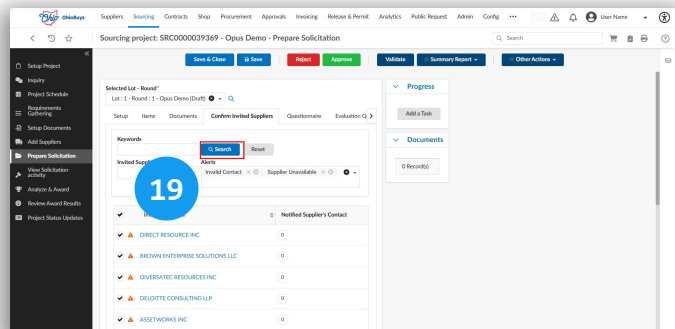 OhioBuys Suppliers Sourcing Contracts Shop Procurement Approvals Invoicing Release & Permit Analytics Public Request Admin Config ••• User Name
Sourcing project: SRC0000039369 - Opus Demo - Prepare Solicitation Search
Save & Close Save Reject Approve Validate Summary Report Other Actions
Setup Project
Inquiry
Project Schedule
Requirements Gathering
Setup Documents
Add Suppliers
Prepare Solicitation
View Solicitation activity
Analyze & Award
Review Award Results
Project Status Updates
Selected Lot - Round*
Lot : 1 - Round : 1 - Opus Demo (Draft)
Setup Items Documents Confirm Invited Suppliers Questionnaire Evaluation Q
Keywords
Search Reset
Invited Suppl
Alerts
Invalid Contact Supplier Unavailable
19
Notified Supplier's Contact
DIRECT RESOURCE INC 0
BROWN ENTERPRISE SOLUTIONS LLC 0
DIVERSATEC RESOURCES INC 0
DELOITTE CONSULTING LLP 0
ASSETWORKS INC 0
Progress
Add a Task
Documents
0 Record(s)